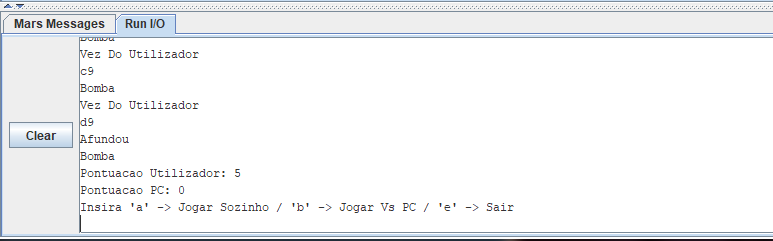 Mars Messages
Run I/O
Clear
Bomba
Vez Do Utilizador
c9
Bomba
Vez Do Utilizador
d9
Afundou
Bomba
Pontuacao Utilizador: 5
Pontuacao PC: 0
Insira 'a' -> Jogar Sozinho / 'b' -> Jogar Vs PC / 'e' -> Sair